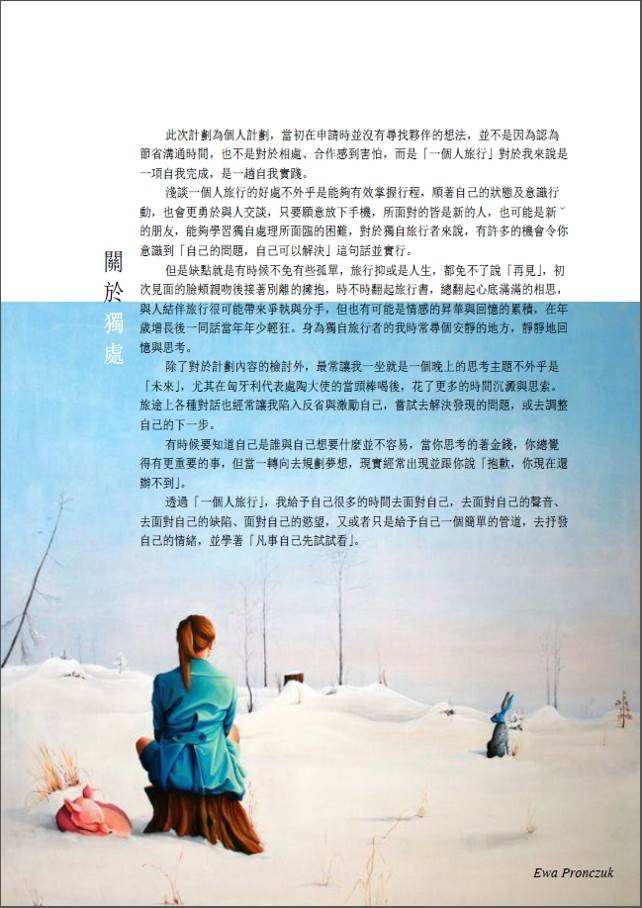 關於獨處
此次計劃為個人計劃，當初在申請時並沒有尋找夥伴的想法，並不是因為認為
節省溝通時間，也不是對於相處、合作感到害怕，而是「一個人旅行」對於我來說是
一項自我完成，是一趟自我實踐。
淺談一個人旅行的好處不外乎是能夠有效掌握行程，順著自己的狀態及意識行
動，也會更勇於與人交談，只要願意放下手機，所面對的皆是新的人，也可能是新ˇ
的朋友，能夠學習獨自處理所面臨的困難，對於獨自旅行者來說，有許多的機會令你
意識到「自己的問題，自己可以解決」這句話並實行。
但是缺點就是有時候不免有些孤單，旅行抑或是人生，都免不了說「再見」，初
次見面的臉頰親吻後接著別離的擁抱，時不時翻起旅行書，總翻起心底滿滿的相思，
與人結伴旅行很可能帶來爭執與分手，但也有可能是情感的昇華與回憶的累積，在年
歲增長後一同話當年年少輕狂。身為獨自旅行者的我時常尋個安靜的地方，靜靜地回
憶與思考。
除了對於計劃內容的檢討外，最常讓我一坐就是一個晚上的思考主題不外乎是
「未來」，尤其在匈牙利代表處陶大使的當頭棒喝後，花了更多的時間沉澱與思索。
旅途上各種對話也經常讓我陷入反省與激勵自己，嘗試去解決發現的問題，或去調整
自己的下一步。
有時候要知道自己是誰與自己想要什麼並不容易，當你思考的著金錢，你總覺
得有更重要的事，但當一轉向去規劃夢想，現實經常出現並跟你說「抱歉，你現在還
辦不到」。
透過「一個人旅行」，我給予自己很多的時間去面對自己，去面對自己的聲音、
去面對自己的缺陷、面對自己的慾望，又或者只是給予自己一個簡單的管道，去抒發
自己的情緒，並學著「凡事自己先試試看」。
Ewa Pronczuk